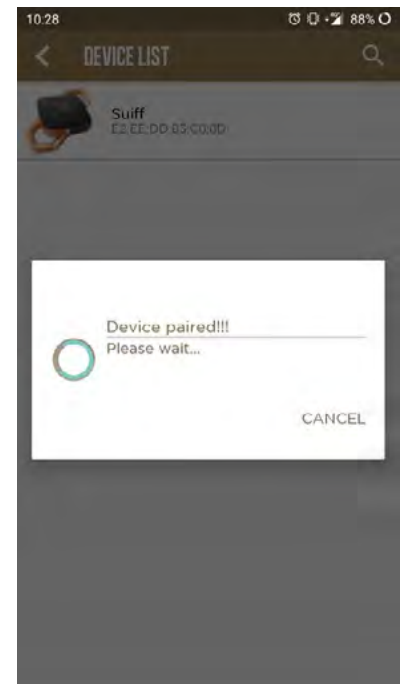 10:28
88%
DEVICE LIST
Suiff
E2:EE:DD:05:C0:0D
Device paired!!!
Please wait...
CANCEL